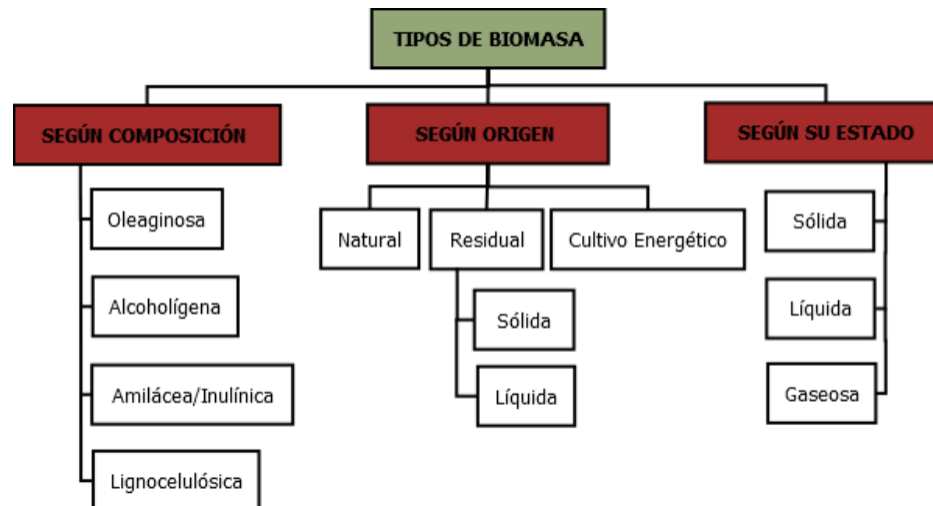 TIPOS DE BIOMASA
SEGÚN COMPOSICIÓN
Oleaginosa
Alcoholígena
Amilácea/Inulínica
Lignocelulósica
SEGÚN ORIGEN
Natural
Residual
Sólida
Líquida
Cultivo Energético
SEGÚN SU ESTADO
Sólida
Líquida
Gaseosa